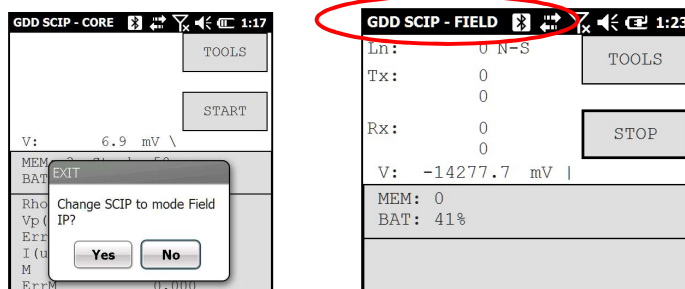 GDD SCIP - CORE 1:17
TOOLS
START
V: 6.9 mV \
MEM
BAT
EXIT
Change SCIP to mode Field
IP?
Yes No
Rho
Vp(
Err
I(u
M
ErrM 0.000
GDD SCIP - FIELD 1:23
Ln: 0 N-S
TOOLS
Tx: 0
0
Rx: 0
0
STOP
V: -14277.7 mV |
MEM: 0
BAT: 41%